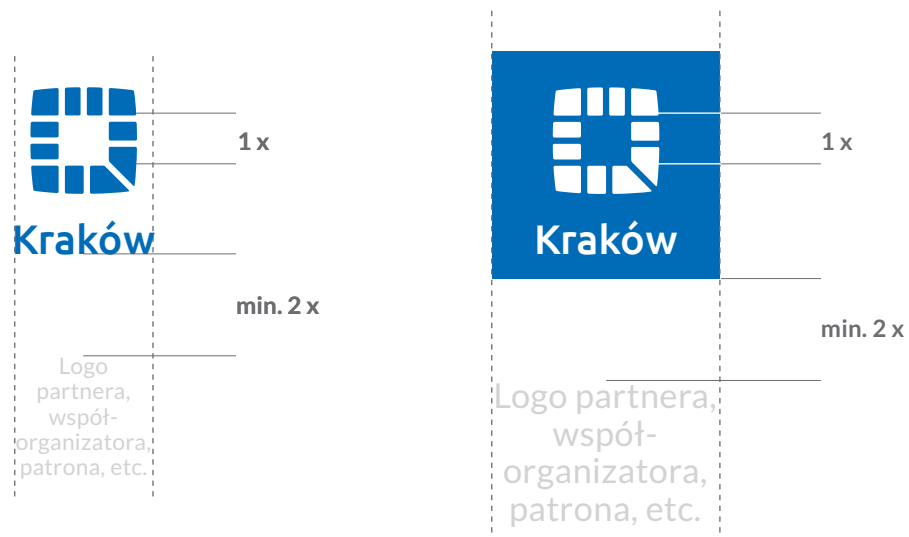 1 x
Kraków
min. 2 x
Logo
partnera,
współ-
organizatora,
patrona, etc.
1 x
Kraków
min. 2 x
Logo partnera,
współ-
organizatora,
patrona, etc.